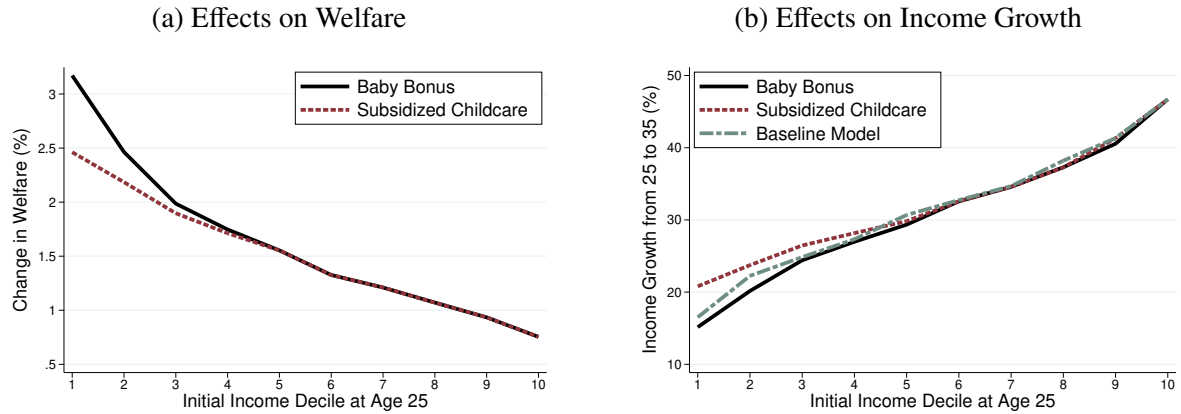 (a) Effects on Welfare
Change in Welfare (%)
3
2.5
2
1.5
1
.5
Baby Bonus
Subsidized Childcare
1 2 3 4 5 6 7 8 9 10
Initial Income Decile at Age 25
(b) Effects on Income Growth
Income Growth from 25 to 35 (%)
50
40
30
20
10
Baby Bonus
Subsidized Childcare
Baseline Model
1 2 3 4 5 6 7 8 9 10
Initial Income Decile at Age 25